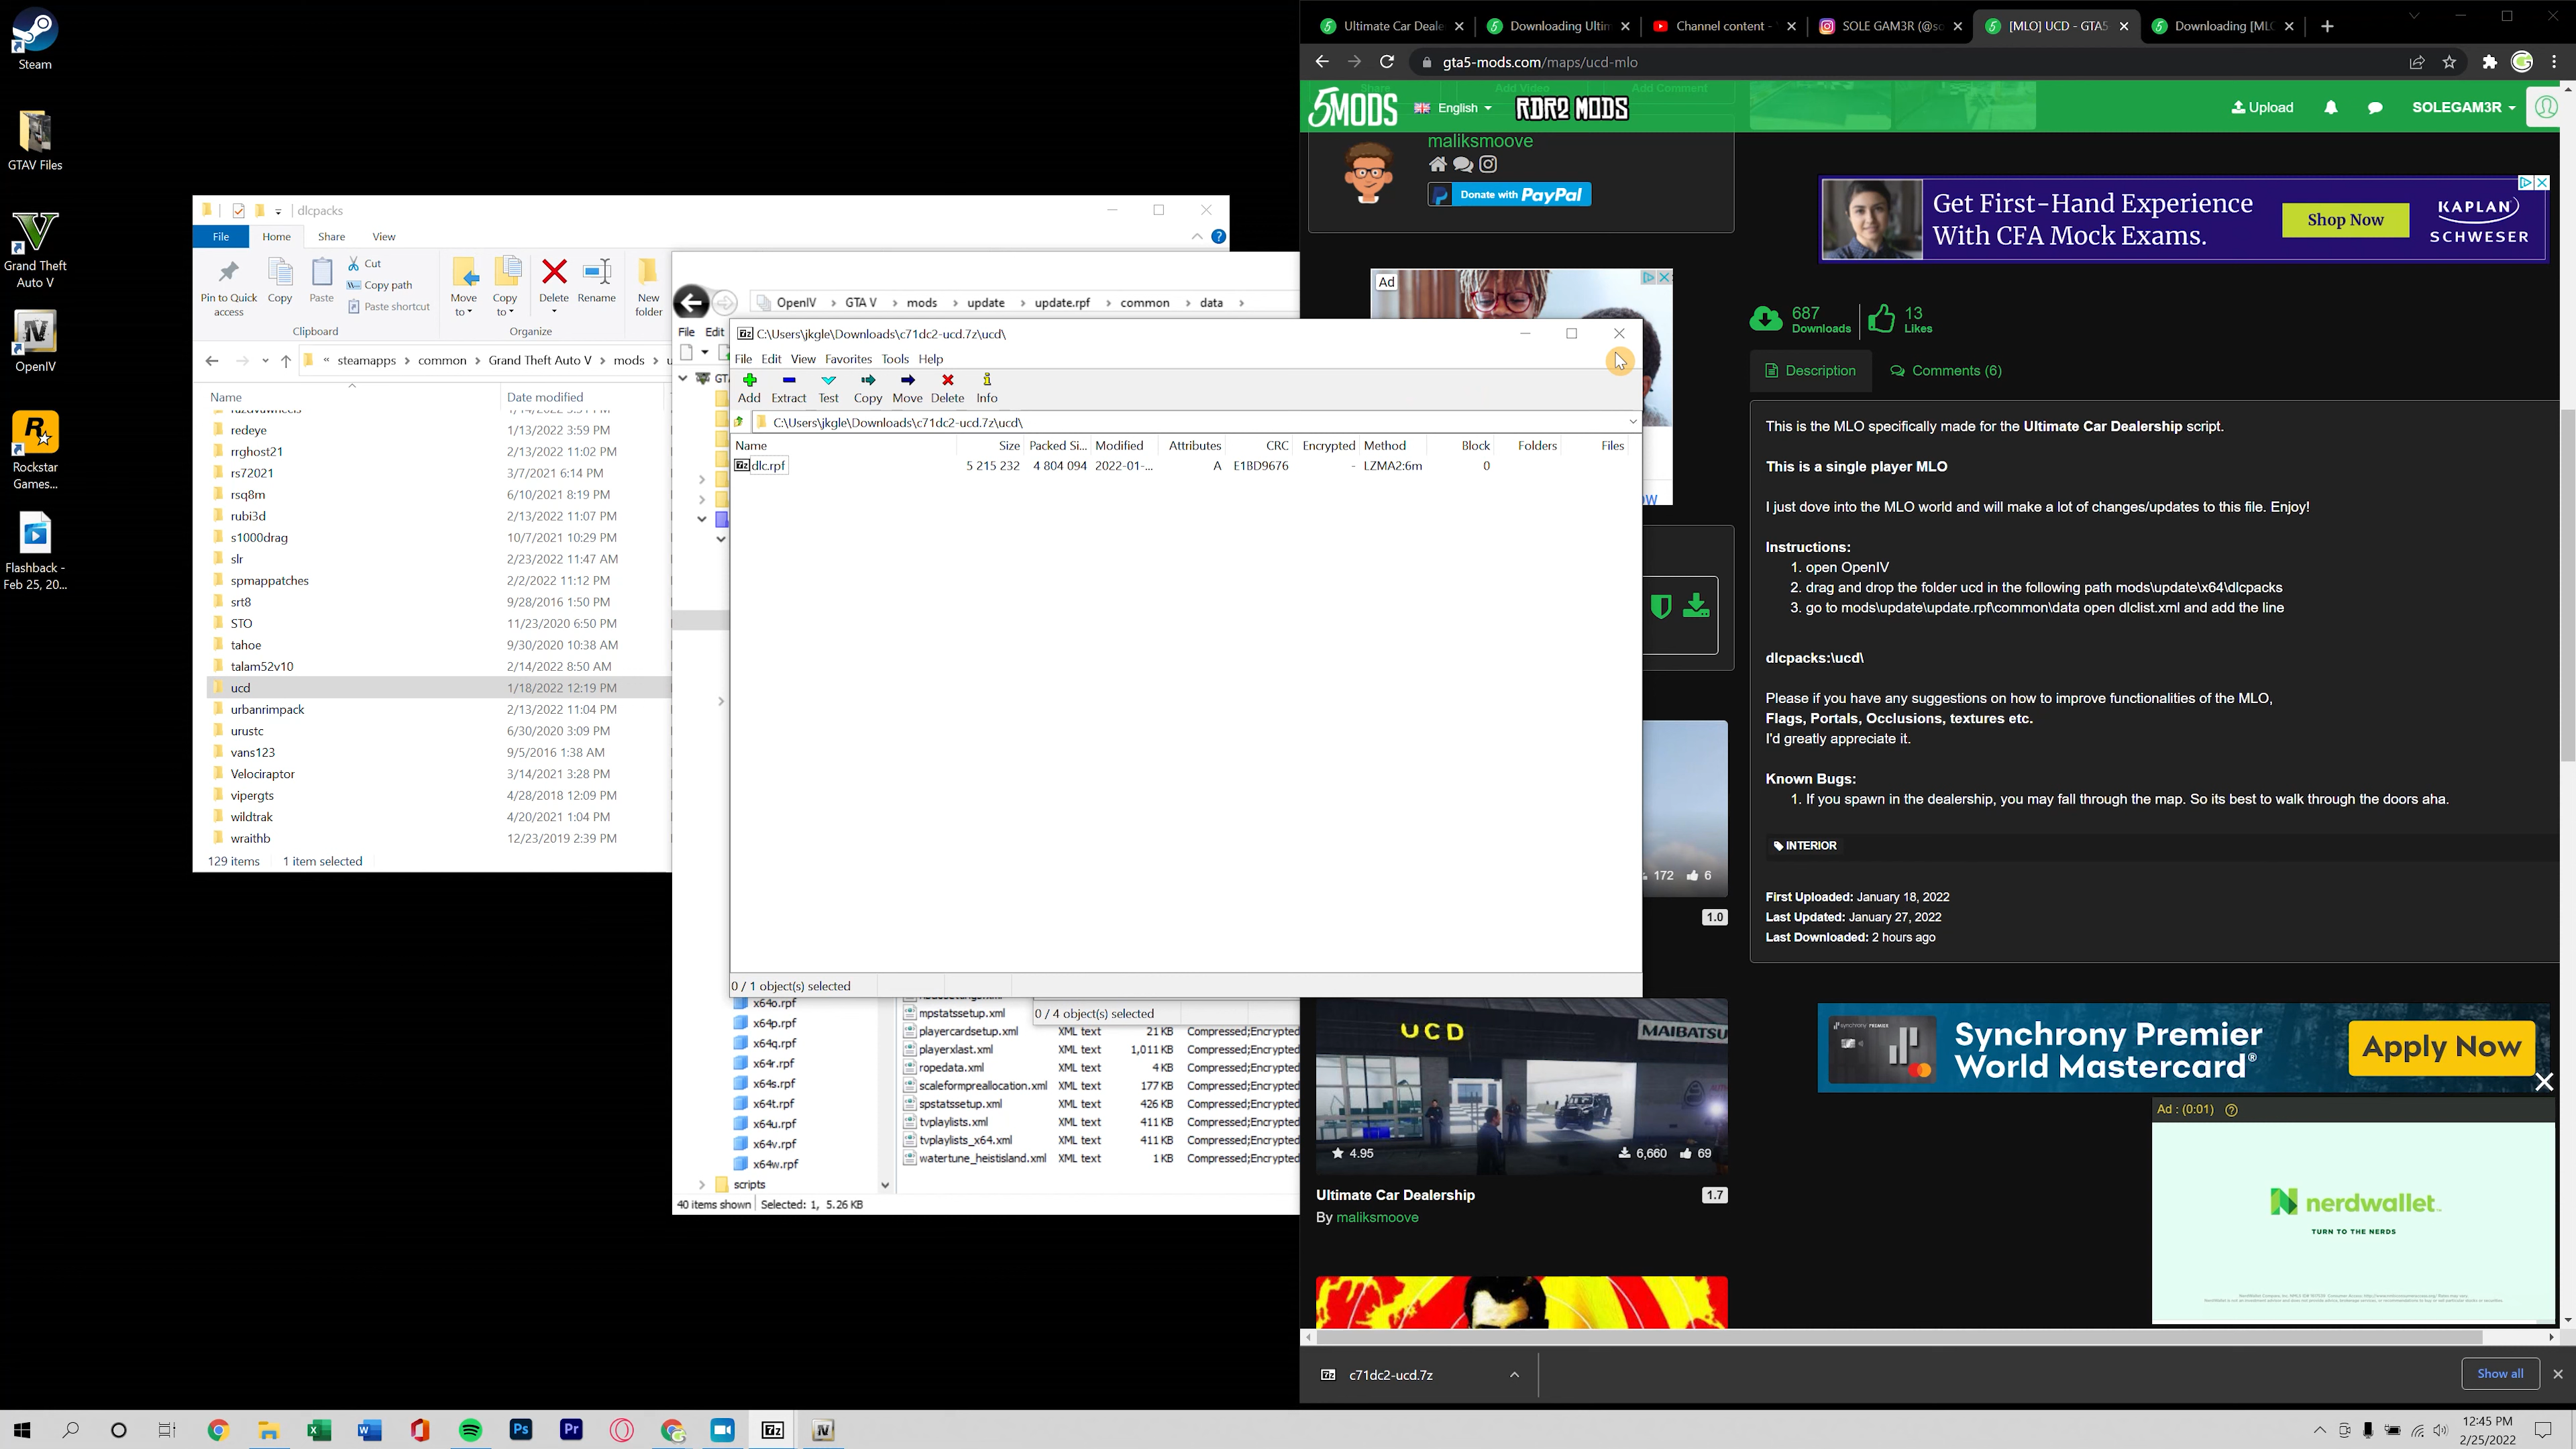 Steam
GTAV Files
Grand Theft
Auto V
OpenIV
Rockstar
Games...
Flashback -
Feb 25, 20...
dlcpacks
File Home Share View
Pin to Quick
access
Copy
Paste
Cut
Copy path
Paste shortcut
Move
to
Copy
to
Delete
Rename
New
folder
Clipboard
Organize
« steamapps > common > Grand Theft Auto V > mods >
Name Date modified
redeye 1/13/2022 3:59 PM
rrghost21 2/13/2022 11:02 PM
rs72021 3/7/2021 6:14 PM
rsq8m 6/10/2021 8:19 PM
rubi3d 2/13/2022 11:07 PM
s1000drag 10/7/2021 10:29 PM
slr 2/23/2022 11:47 AM
spmappatches 2/2/2022 11:12 PM
srt8 9/28/2016 1:50 PM
STO 11/23/2020 6:50 PM
tahoe 9/30/2020 10:38 AM
talam52v10 2/14/2022 8:50 AM
ucd 1/18/2022 12:19 PM
urbanrimpack 2/13/2022 11:04 PM
urustc 6/30/2020 3:09 PM
vans123 9/5/2016 1:38 AM
Velociraptor 3/14/2021 3:28 PM
vipergts 4/28/2018 12:09 PM
wildtrak 4/20/2021 1:04 PM
wraithb 12/23/2019 2:39 PM
129 items 1 item selected
OpenIV > GTA V > mods > update > update.rpf > common > data >
File Edit
C:\Users\jkgle\Downloads\c71dc2-ucd.7z\ucd\
File Edit View Favorites Tools Help
Add Extract Test Copy Move Delete Info
C:\Users\jkgle\Downloads\c71dc2-ucd.7z\ucd\
Name Size Packed Si... Modified Attributes CRC Encrypted Method Block Folders Files
dlc.rpf 5 215 232 4 804 094 2022-01-... A E1BD9676 - LZMA2:6m 0
0 / 1 object(s) selected
0 / 4 object(s) selected
x64o.rpf
x64p.rpf
x64q.rpf
x64r.rpf
x64s.rpf
x64t.rpf
x64u.rpf
x64v.rpf
x64w.rpf
scripts
mpstatssetup.xml
playercardsetup.xml XML text 21 KB Compressed;Encrypted
playerxlast.xml XML text 1,011 KB Compressed;Encrypted
ropedata.xml XML text 4 KB Compressed;Encrypted
scaleformpreallocation.xml XML text 177 KB Compressed;Encrypted
spstatssetup.xml XML text 426 KB Compressed;Encrypted
tvplaylists.xml XML text 411 KB Compressed;Encrypted
tvplaylists_x64.xml XML text 411 KB Compressed;Encrypted
watertune_heistisland.xml XML text 1 KB Compressed;Encrypted
40 items shown Selected: 1, 5.26 KB
Ultimate Car Deale
Downloading Ultim
Channel content -
SOLE GAM3R (@so
[MLO] UCD - GTA5
Downloading [MLO
gta5-mods.com/maps/ucd-mlo
5MODS
English
RDR2 MODS
Share
Add Video
Add Comment
Upload
SOLEGAM3R
maliksmoove
Donate with PayPal
Get First-Hand Experience
With CFA Mock Exams.
Shop Now
KAPLAN
SCHWESER
Ad
687
Downloads
13
Likes
Description
Comments (6)
This is the MLO specifically made for the Ultimate Car Dealership script.
This is a single player MLO
I just dove into the MLO world and will make a lot of changes/updates to this file. Enjoy!
Instructions:
1. open OpenIV
2. drag and drop the folder ucd in the following path mods\update\x64\dlcpacks
3. go to mods\update\update.rpf\common\data open dlclist.xml and add the line
dlcpacks:\ucd\
Please if you have any suggestions on how to improve functionalities of the MLO,
Flags, Portals, Occlusions, textures etc.
I'd greatly appreciate it.
Known Bugs:
1. If you spawn in the dealership, you may fall through the map. So its best to walk through the doors aha.
INTERIOR
First Uploaded: January 18, 2022
Last Updated: January 27, 2022
Last Downloaded: 2 hours ago
172 6
1.0
UCD
MAIBATSU
4.95
6,660 69
Ultimate Car Dealership
1.7
By maliksmoove
Synchrony Premier
World Mastercard®
Apply Now
Ad : (0:01)
nerdwallet
TURN TO THE NERDS
c71dc2-ucd.7z
Show all
12:45 PM
2/25/2022